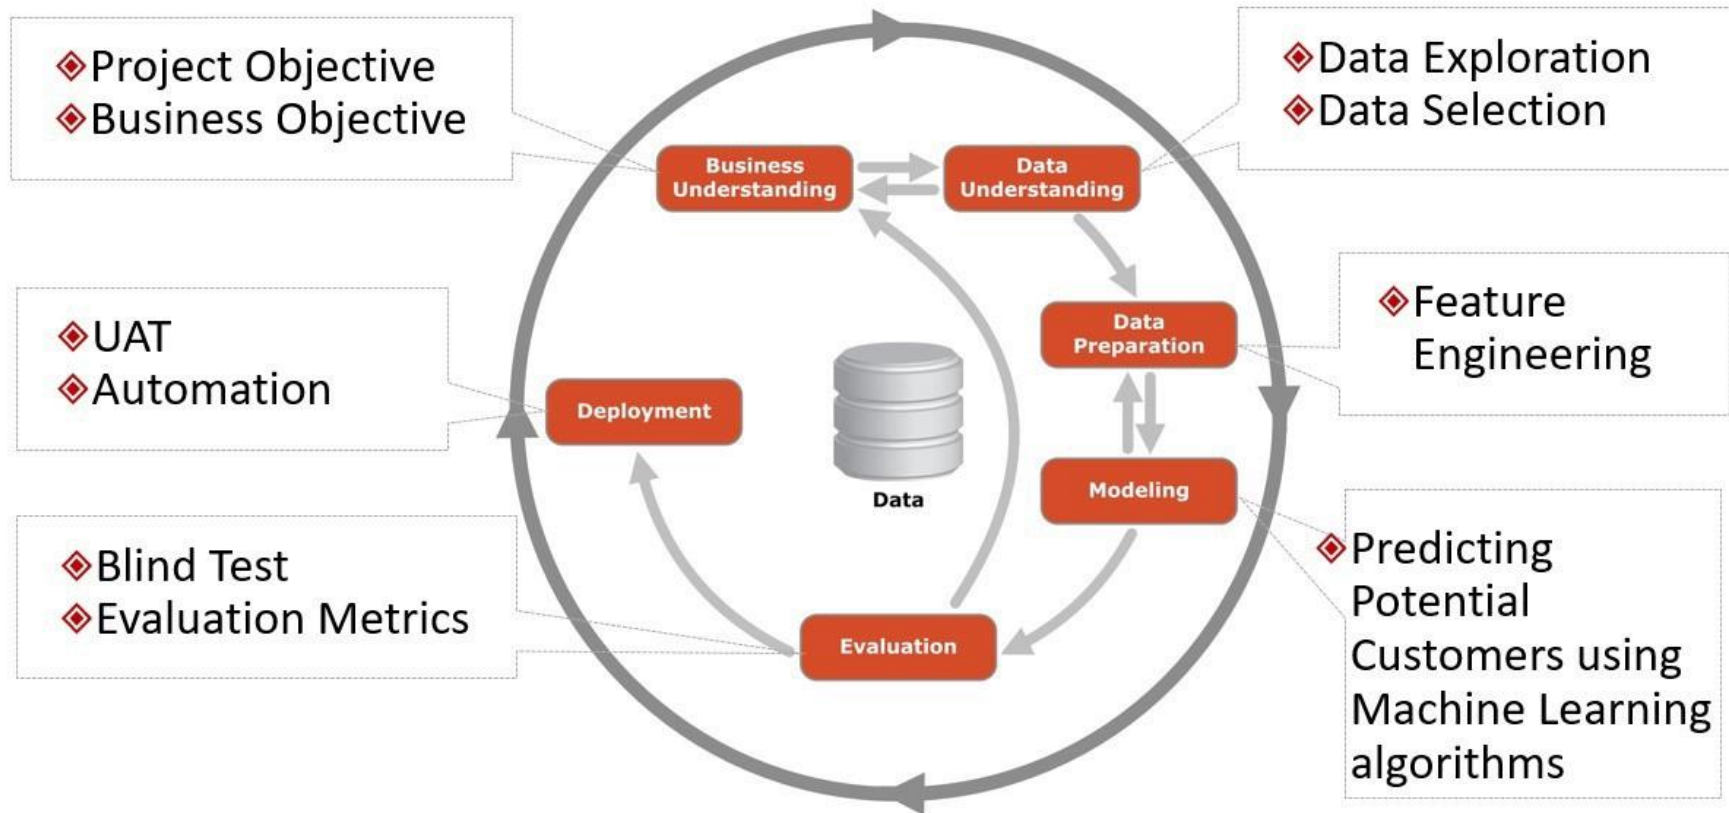 Project Objective
Business Objective
Data Exploration
Data Selection
Business
Understanding
Data
Understanding
Data
Preparation
Feature
Engineering
UAT
Automation
Deployment
Data
Modeling
Predicting
Potential
Customers using
Machine Learning
algorithms
Blind Test
Evaluation Metrics
Evaluation